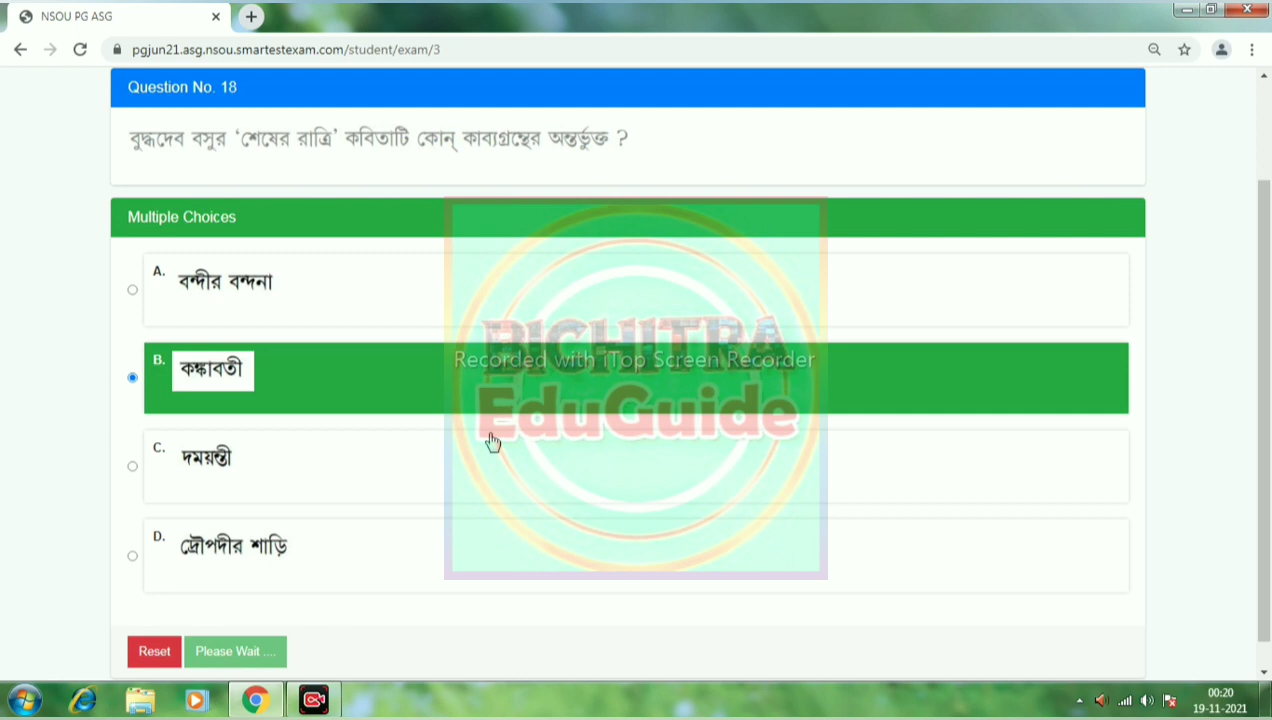 NSOU PG ASG
pgjun21.asg.nsou.smartestexam.com/student/exam/3
Question No. 18
বুদ্ধদেব বসুর ‘শেষের রাত্রি’ কবিতাটি কোন্ কাব্যগ্রন্থের অন্তর্ভুক্ত ?
Multiple Choices
A. বন্দীর বন্দনা
BICHITRA
Recorded with iTop Screen Recorder
B. কঙ্কাবতী
EduGuide
C. দময়ন্তী
D. দ্রৌপদীর শাড়ি
Reset Please Wait ....
00:20
19-11-2021